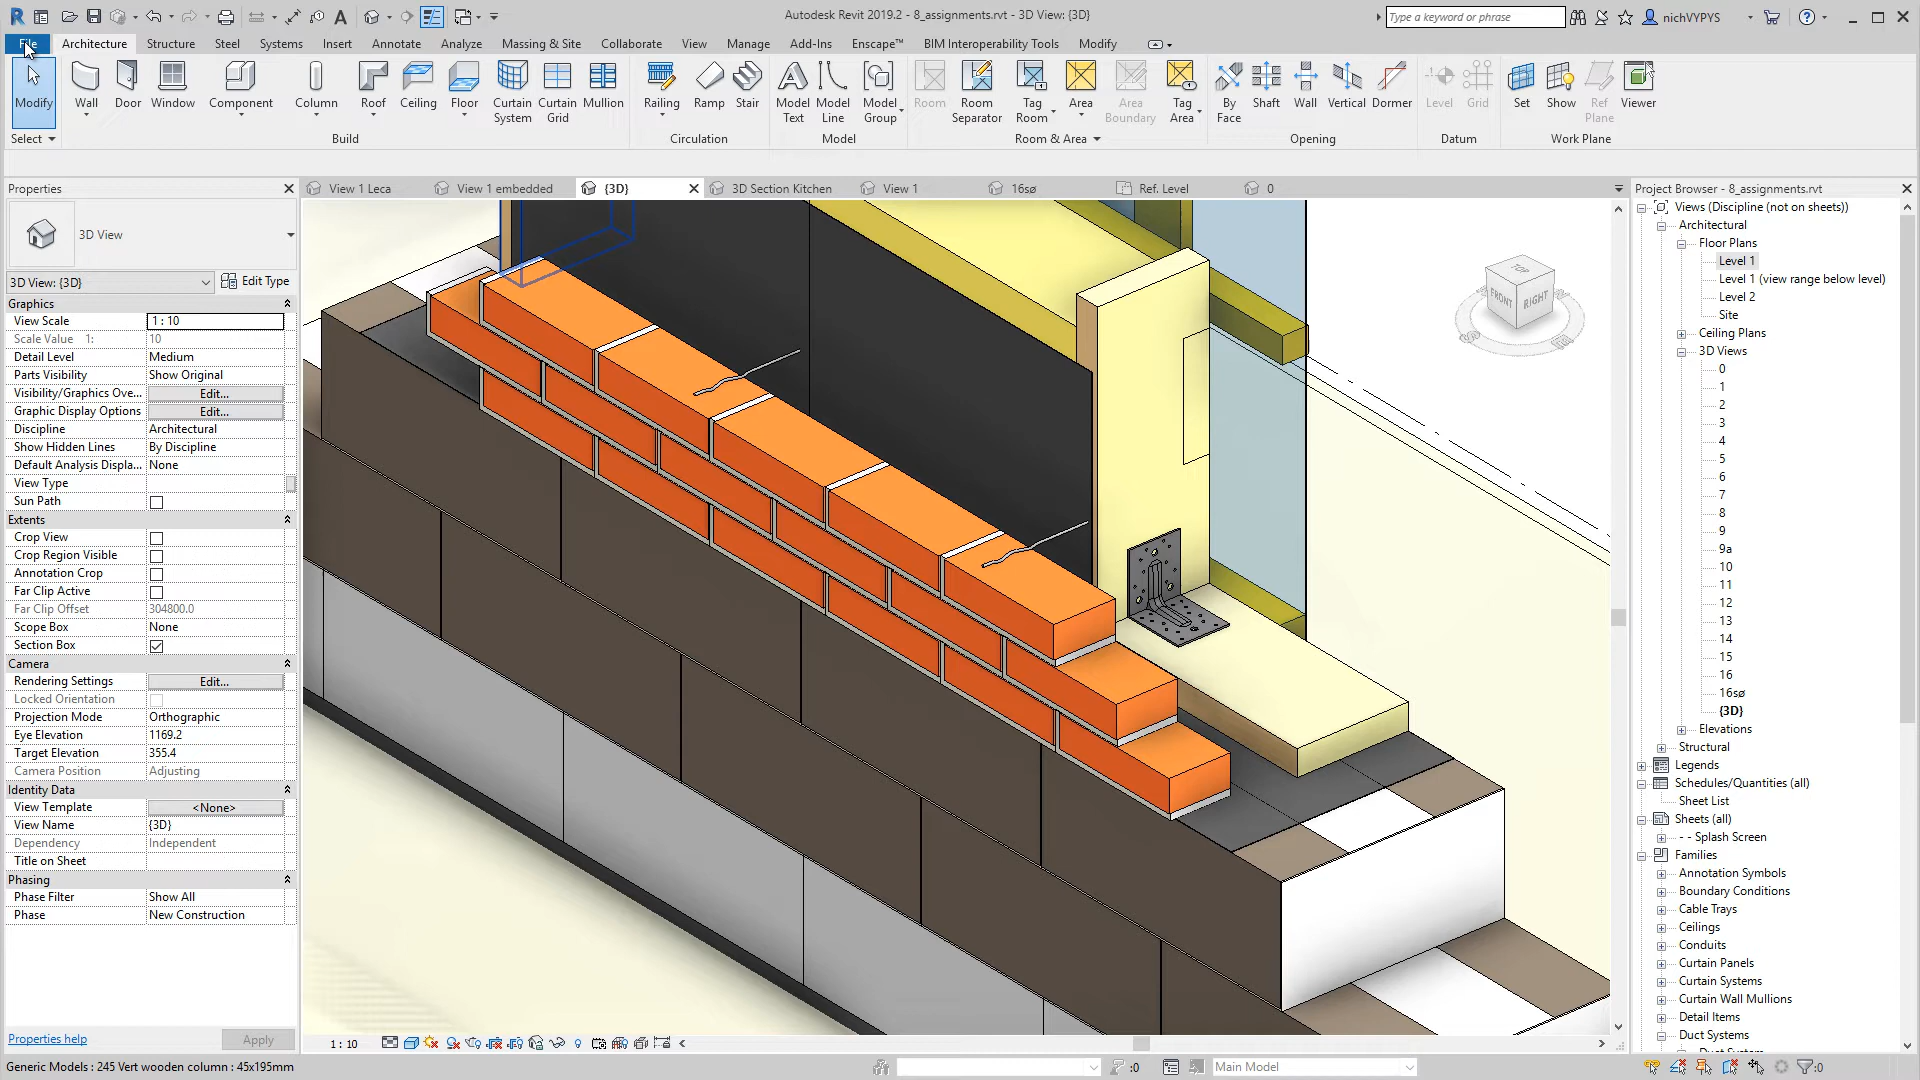 Autodesk Revit 2019.2 - 8_assignments.rvt - 3D View: {3D}
Type a keyword or phrase
nichVYPYS
File
Architecture
Structure
Steel
Systems
Insert
Annotate
Analyze
Massing & Site
Collaborate
View
Manage
Add-Ins
Enscape™
BIM Interoperability Tools
Modify
Modify
Wall
Door
Window
Component
Column
Roof
Ceiling
Floor
Curtain System
Curtain Grid
Mullion
Railing
Ramp
Stair
Model Text
Model Line
Model Group
Room
Room Separator
Tag Room
Area
Area Boundary
Tag Area
By Face
Shaft
Wall
Vertical
Dormer
Level
Grid
Set
Show
Ref Plane
Viewer
Select
Build
Circulation
Model
Room & Area
Opening
Datum
Work Plane
Properties
3D View
3D View: {3D}
Edit Type
Graphics
View Scale 1 : 10
Scale Value 1: 10
Detail Level Medium
Parts Visibility Show Original
Visibility/Graphics Ove... Edit...
Graphic Display Options Edit...
Discipline Architectural
Show Hidden Lines By Discipline
Default Analysis Displa... None
View Type
Sun Path
Extents
Crop View
Crop Region Visible
Annotation Crop
Far Clip Active
Far Clip Offset 304800.0
Scope Box None
Section Box
Camera
Rendering Settings Edit...
Locked Orientation
Projection Mode Orthographic
Eye Elevation 1169.2
Target Elevation 355.4
Camera Position Adjusting
Identity Data
View Template <None>
View Name {3D}
Dependency Independent
Title on Sheet
Phasing
Phase Filter Show All
Phase New Construction
Properties help
Apply
View 1 Leca
View 1 embedded
{3D}
3D Section Kitchen
View 1
16sø
Ref. Level
0
TOP
FRONT
RIGHT
1 : 10
Project Browser - 8_assignments.rvt
Views (Discipline (not on sheets))
Architectural
Floor Plans
Level 1
Level 1 (view range below level)
Level 2
Site
Ceiling Plans
3D Views
0
1
2
3
4
5
6
7
8
9
9a
10
11
12
13
14
15
16
16sø
{3D}
Elevations
Structural
Legends
Schedules/Quantities (all)
Sheet List
Sheets (all)
- - Splash Screen
Families
Annotation Symbols
Boundary Conditions
Cable Trays
Ceilings
Conduits
Curtain Panels
Curtain Systems
Curtain Wall Mullions
Detail Items
Duct Systems
Generic Models : 245 Vert wooden column : 45x195mm
:0
Main Model
:0